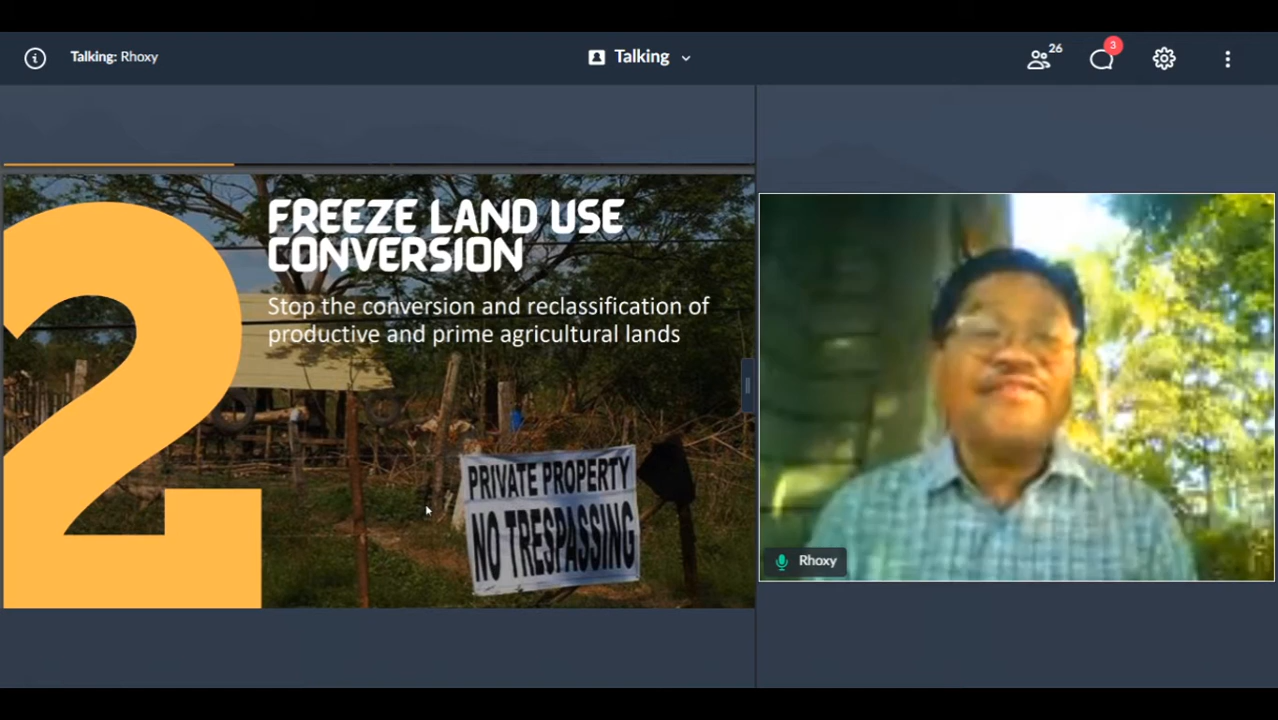 Talking: Rhoxy
Talking
26
3
2
FREEZE LAND USE
CONVERSION
Stop the conversion and reclassification of
productive and prime agricultural lands
PRIVATE PROPERTY
NO TRESPASSING
Rhoxy